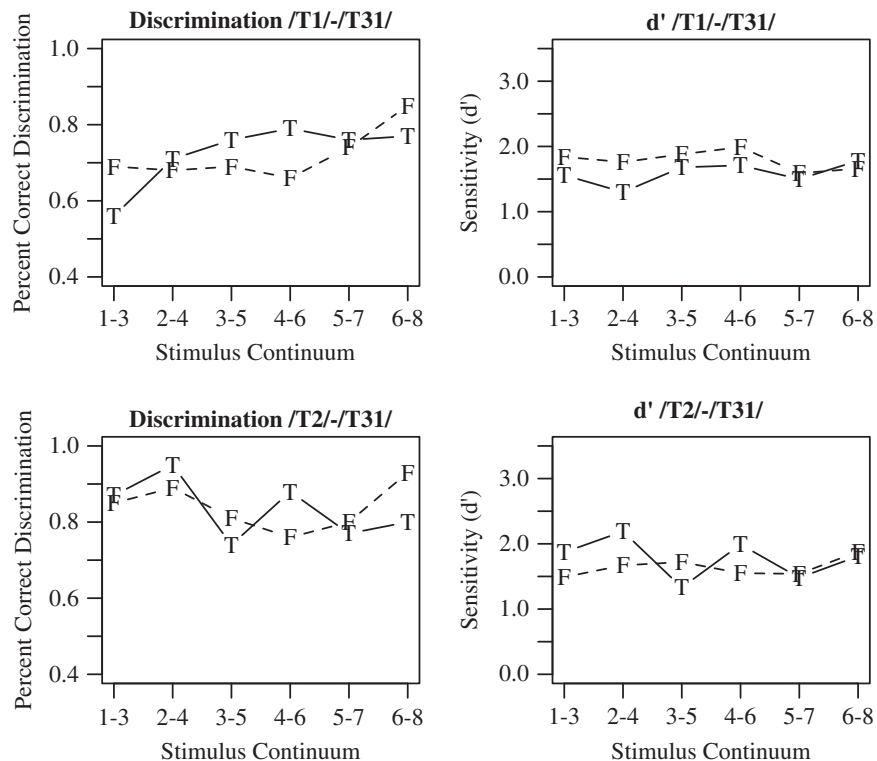 Discrimination /T1/-/T31/
Percent Correct Discrimination
1.0
0.8
0.6
0.4
F F F F F F
T T T T T T
1-3 2-4 3-5 4-6 5-7 6-8
Stimulus Continuum
d' /T1/-/T31/
Sensitivity (d')
3.0
2.0
1.0
0.0
F F F F F F
T T T T T T
1-3 2-4 3-5 4-6 5-7 6-8
Stimulus Continuum
Discrimination /T2/-/T31/
Percent Correct Discrimination
1.0
0.8
0.6
0.4
T T T T T T
F F F F F F
1-3 2-4 3-5 4-6 5-7 6-8
Stimulus Continuum
d' /T2/-/T31/
Sensitivity (d')
3.0
2.0
1.0
0.0
T T T T T T
F F F F F F
1-3 2-4 3-5 4-6 5-7 6-8
Stimulus Continuum